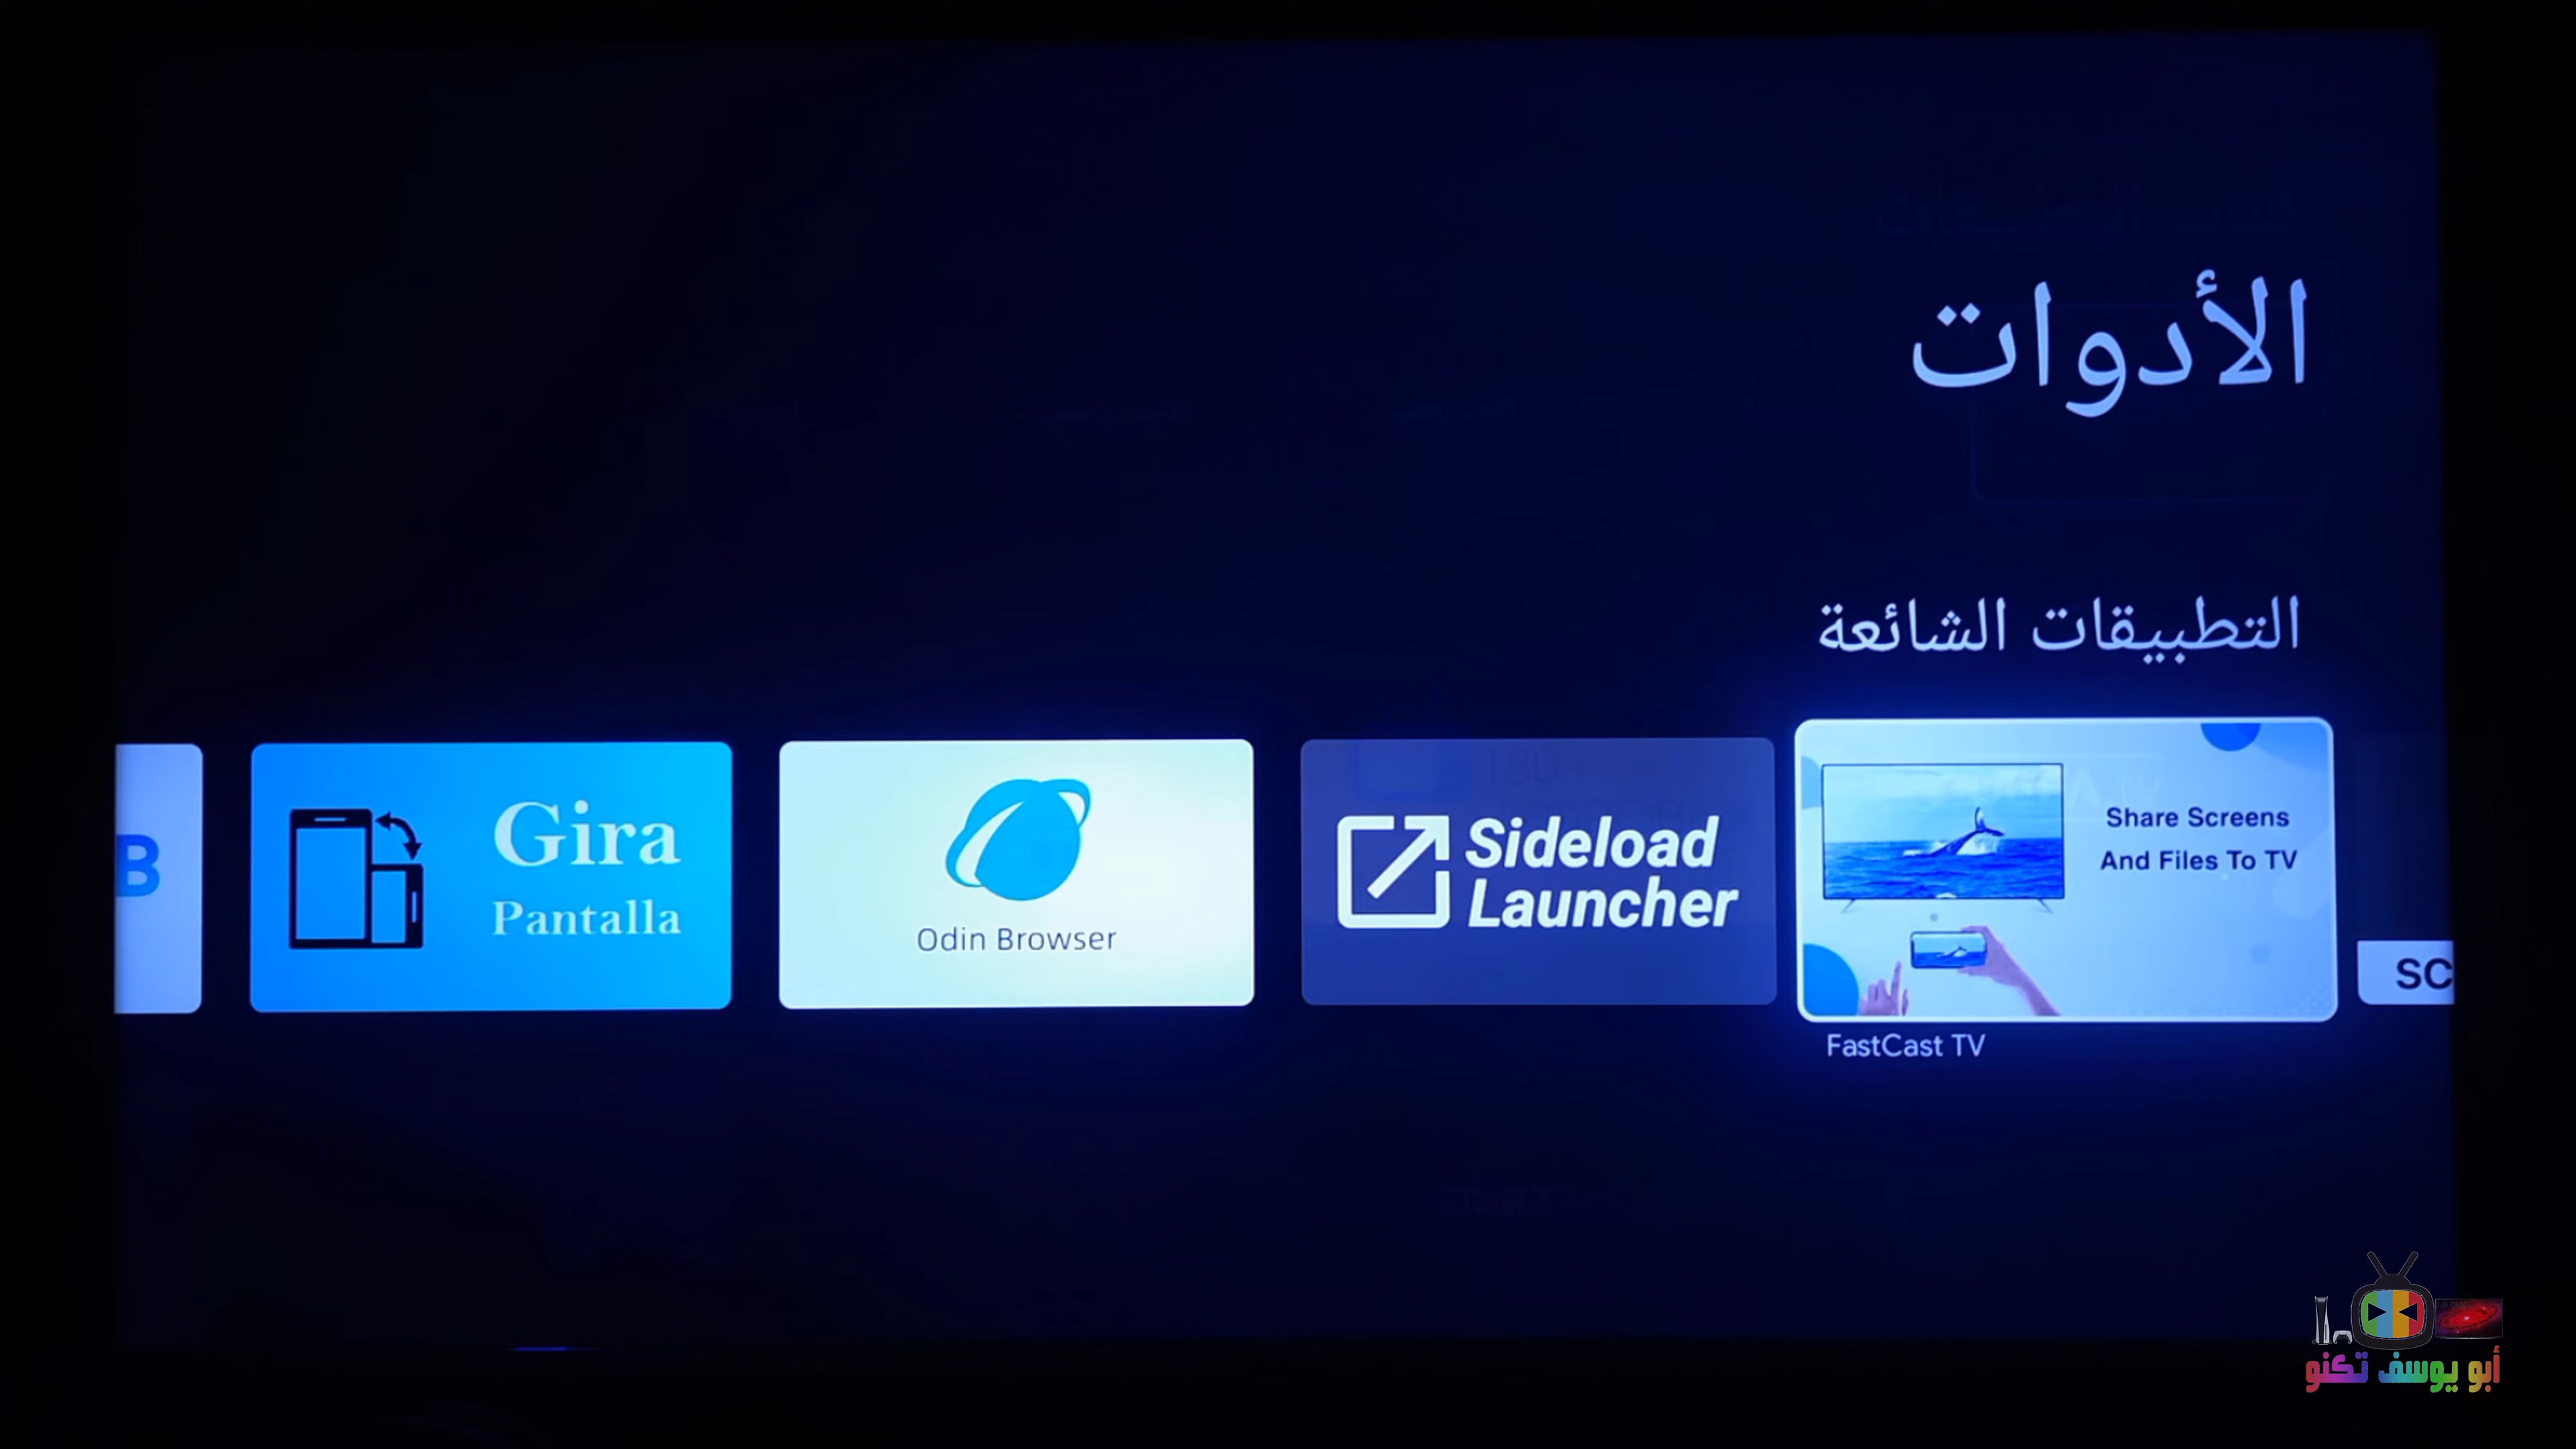 الأدوات
التطبيقات الشائعة
SC
Share Screens
And Files To TV
FastCast TV
Sideload
Launcher
Odin Browser
Gira
Pantalla
B
أبو يوسف تكنو